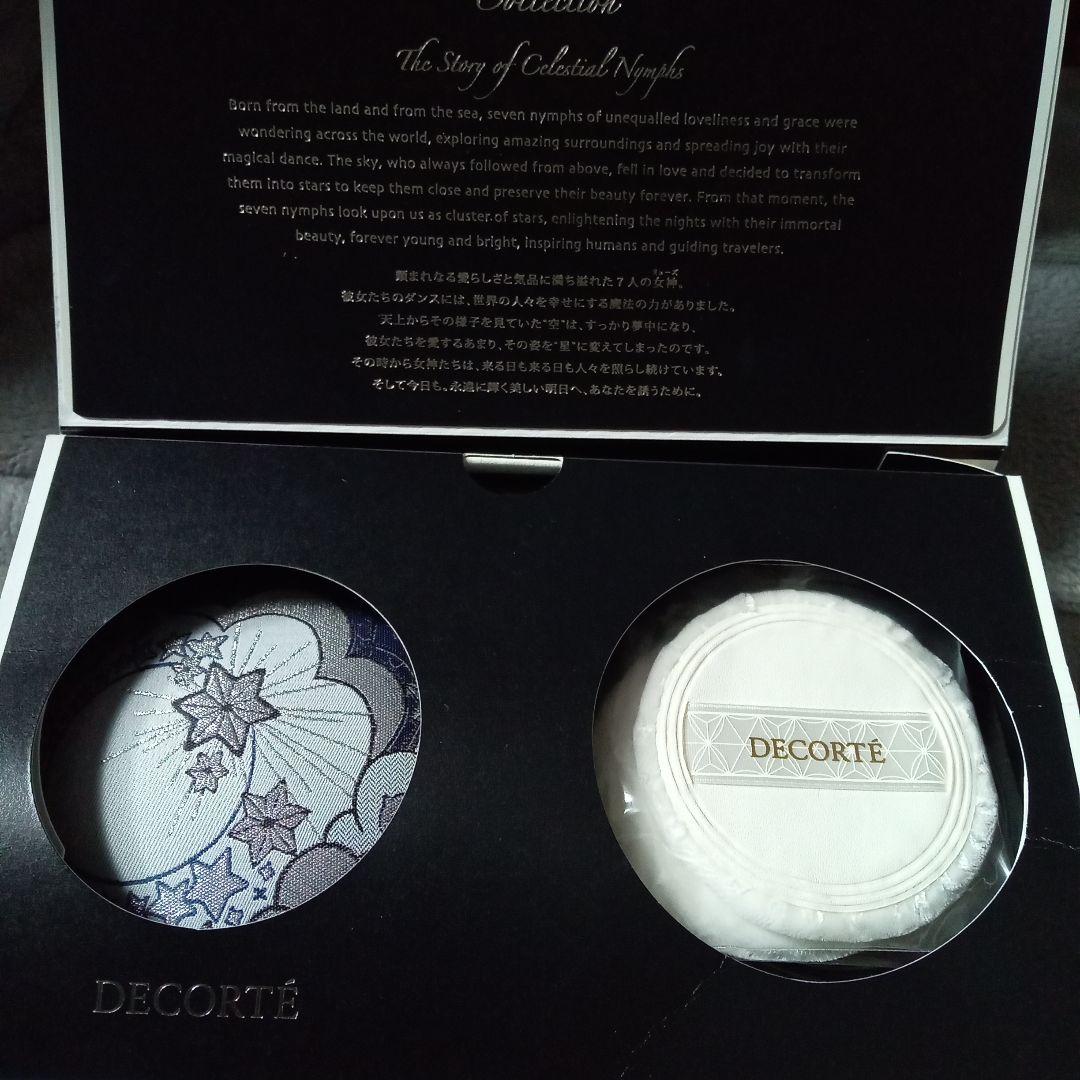 Collection
The Story of Celestial Nymphs
Born from the land and from the sea, seven nymphs of unequalled loveliness and grace were
wondering across the world, exploring amazing surroundings and spreading joy with their
magical dance. The sky, who always followed from above, fell in love and decided to transform
them into stars to keep them close and preserve their beauty forever. From that moment, the
seven nymphs look upon us as cluster of stars, enlightening the nights with their immortal
beauty, forever young and bright, inspiring humans and guiding travelers.
類まれなる愛らしさと気品に満ち溢れた7人の女神。
ミューズ
彼女たちのダンスには、世界の人々を幸せにする魔法の力がありました。
天上からその様子を見ていた“空”は、すっかり夢中になり、
彼女たちを愛するあまり、その姿を“星”に変えてしまったのです。
その時から女神たちは、来る日も来る日も人々を照らし続けています。
そして今日も。永遠に輝く美しい明日へ、あなたを誘うために。
DECORTÉ
DECORTÉ